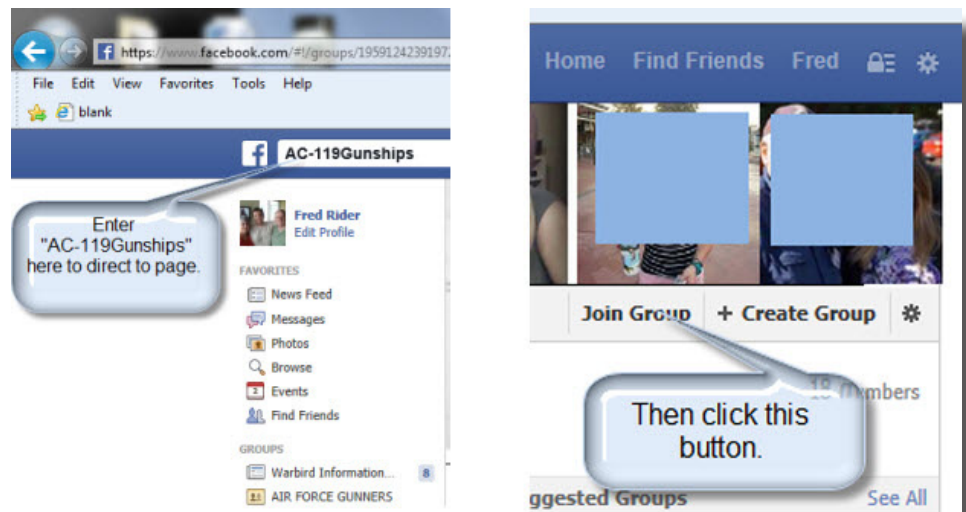 https://www.facebook.com/#!/groups/195912423919
File Edit View Favorites Tools Help
blank
AC-119Gunships
Enter
"AC-119Gunships"
here to direct to page.
Fred Rider
Edit Profile
FAVORITES
News Feed
Messages
Photos
Browse
2 Events
Find Friends
GROUPS
Warbird Information... 8
AIR FORCE GUNNERS
Home Find Friends Fred
Join Group + Create Group
18 members
Then click this
button.
ggested Groups See All